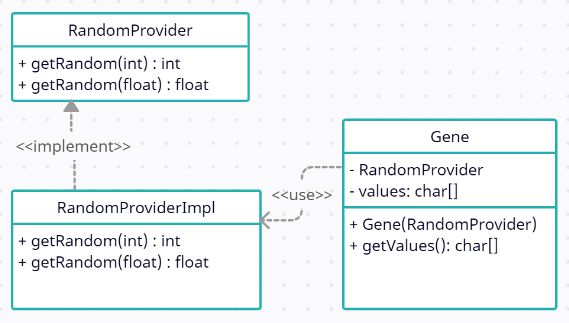 RandomProvider
+ getRandom(int) : int
+ getRandom(float) : float
<<implement>>
RandomProviderImpl
+ getRandom(int) : int
+ getRandom(float) : float
<<use>>
Gene
- RandomProvider
- values: char[]
+ Gene(RandomProvider)
+ getValues(): char[]